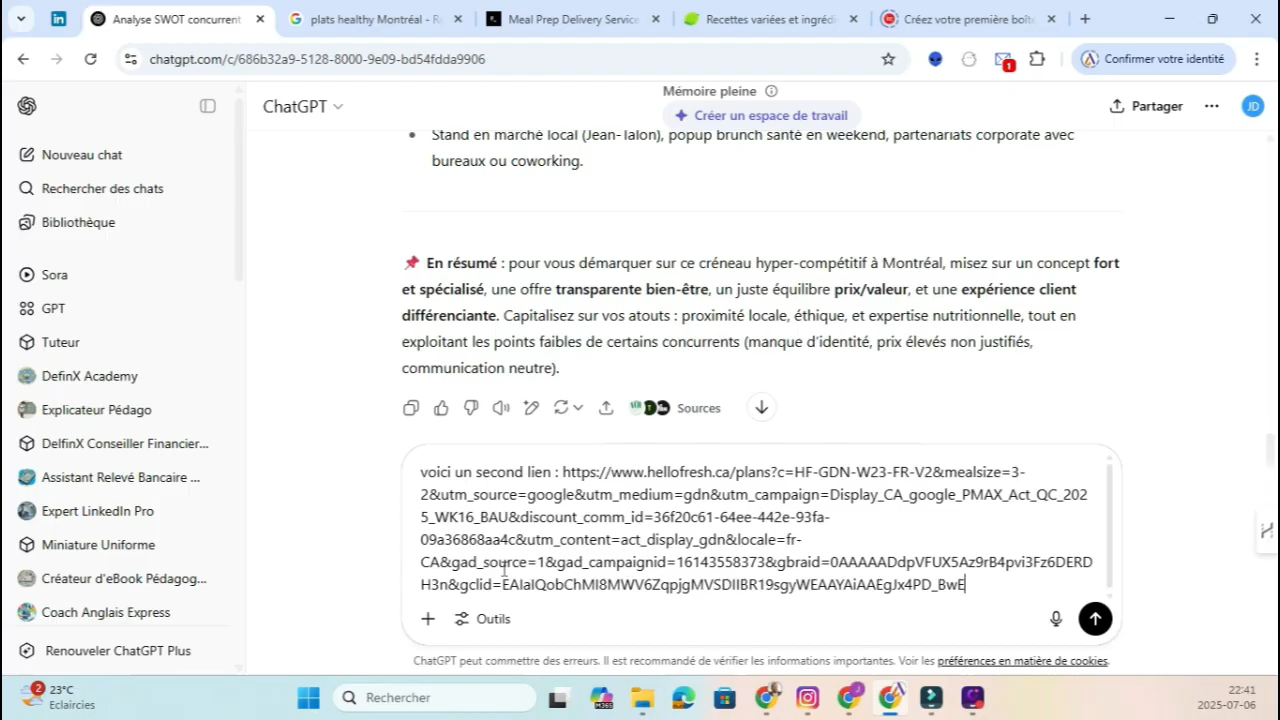 Analyse SWOT concurrent
plats healthy Montréal - R
Meal Prep Delivery Service
Recettes variées et ingréd
Créez votre première boît
chatgpt.com/c/686b32a9-5128-8000-9e09-bd54fdda9906
1
Confirmer votre identité
ChatGPT
Mémoire pleine
Créer un espace de travail
Partager
JD
Nouveau chat
Rechercher des chats
Bibliothèque
Sora
GPT
Tuteur
DefinX Academy
Explicateur Pédago
DelfinX Conseiller Financier...
Assistant Relevé Bancaire ...
Expert LinkedIn Pro
Miniature Uniforme
Créateur d'eBook Pédagog...
Coach Anglais Express
Renouveler ChatGPT Plus
Stand en marché local (Jean-Talon), popup brunch santé en weekend, partenariats corporate avec
bureaux ou coworking.
En résumé : pour vous démarquer sur ce créneau hyper-compétitif à Montréal, misez sur un concept fort
et spécialisé, une offre transparente bien-être, un juste équilibre prix/valeur, et une expérience client
différenciante. Capitalisez sur vos atouts : proximité locale, éthique, et expertise nutritionnelle, tout en
exploitant les points faibles de certains concurrents (manque d'identité, prix élevés non justifiés,
communication neutre).
Sources
voici un second lien : https://www.hellofresh.ca/plans?c=HF-GDN-W23-FR-V2&mealsize=3-
2&utm_source=google&utm_medium=gdn&utm_campaign=Display_CA_google_PMAX_Act_QC_202
5_WK16_BAU&discount_comm_id=36f20c61-64ee-442e-93fa-
09a36868aa4c&utm_content=act_display_gdn&locale=fr-
CA&gad_source=1&gad_campaignid=16143558373&gbraid=0AAAAADdpVFUX5Az9rB4pvi3Fz6DERD
H3n&gclid=EAIaIQobChMI8MWV6ZqpjgMVSDIIBR19sgyWEAAYAiAAEgJx4PD_BwE
Outils
ChatGPT peut commettre des erreurs. Il est recommandé de vérifier les informations importantes. Voir les préférences en matière de cookies.
2
23°C
Eclaircies
Rechercher
22:41
2025-07-06